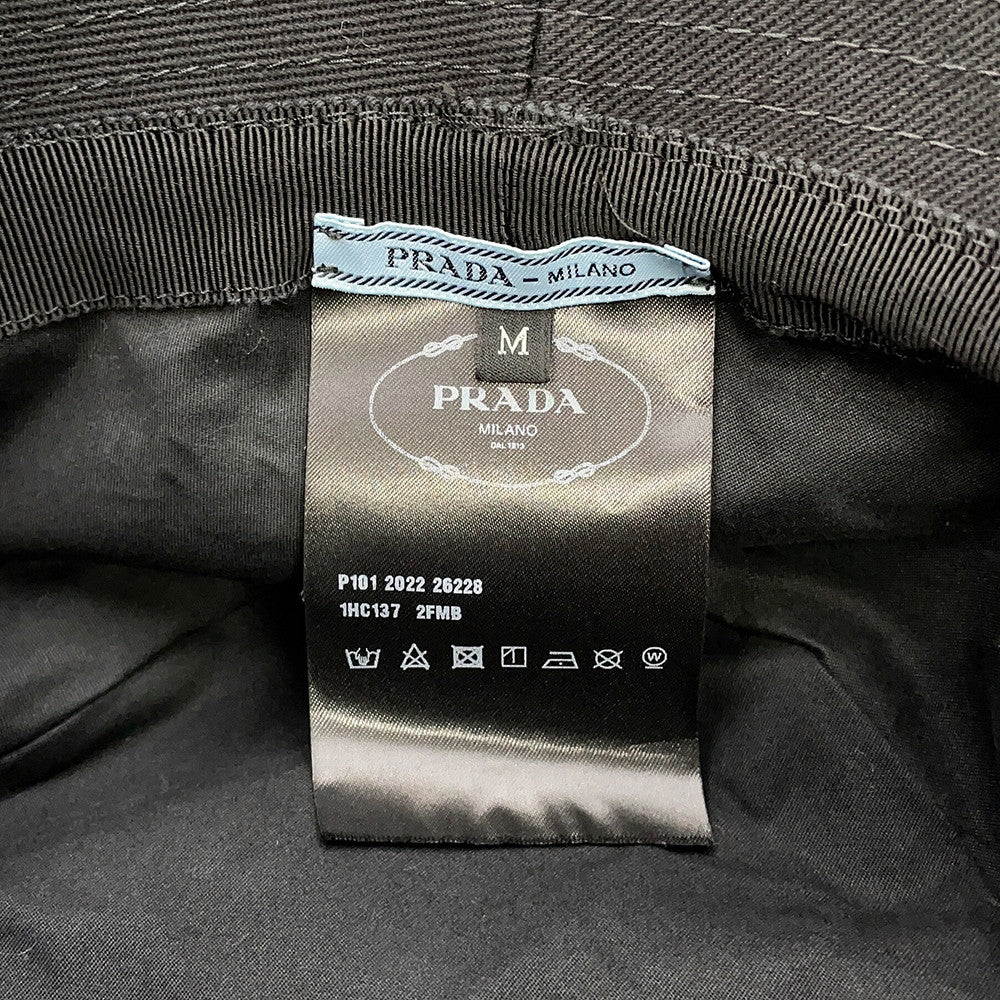 PRADA – MILANO
M
PRADA
MILANO
DAL 1913
P101 2022 26228
1HC137 2FMB
W